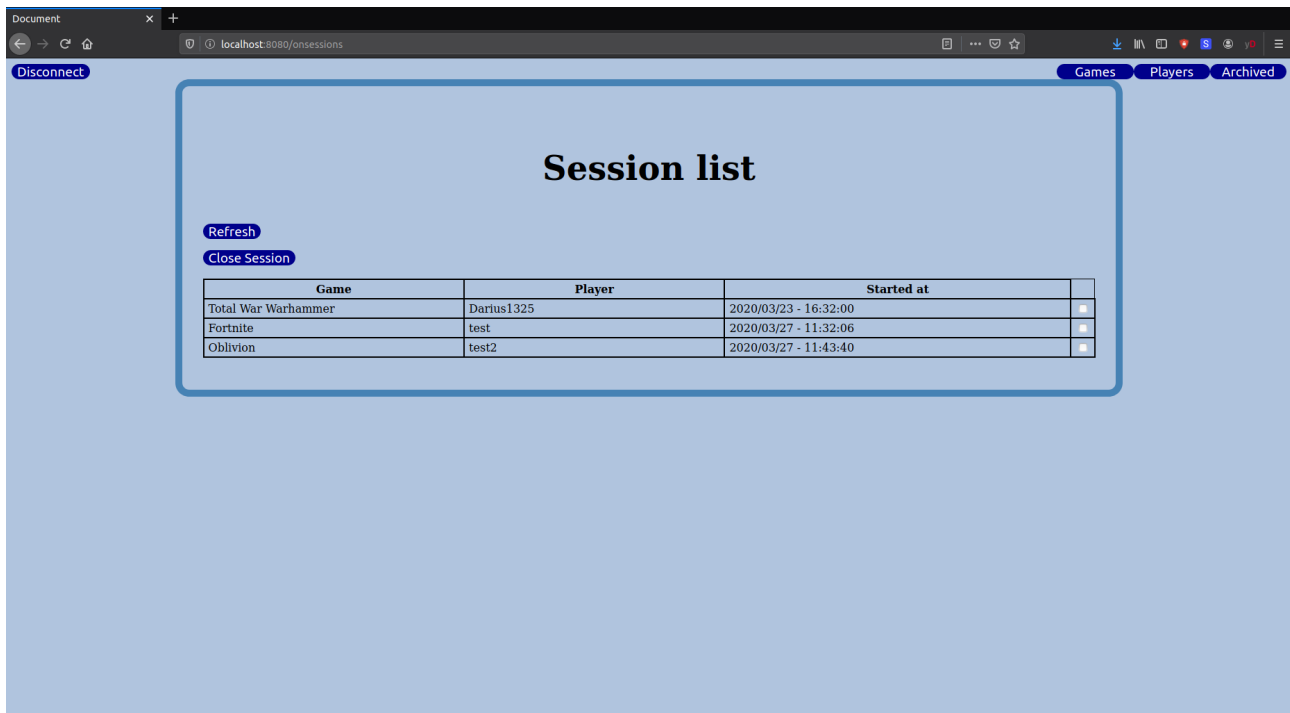 Document
localhost:8080/onsessions
Disconnect
Games Players Archived
Session list
Refresh
Close Session
Game Player Started at
Total War Warhammer Darius1325 2020/03/23 - 16:32:00
Fortnite test 2020/03/27 - 11:32:06
Oblivion test2 2020/03/27 - 11:43:40